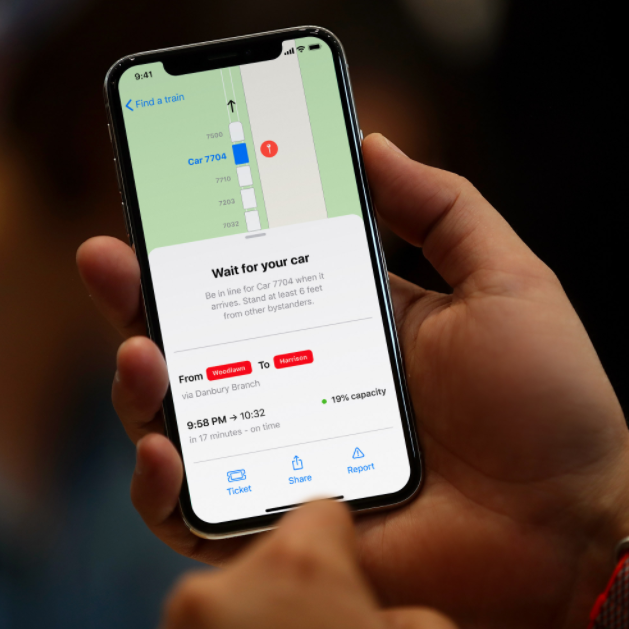 9:41
Find a train
7500
Car 7704
7710
7203
7032
Wait for your car
Be in line for Car 7704 when it
arrives. Stand at least 6 feet
from other bystanders.
From Woodlawn To Harrison
via Danbury Branch
9:58 PM → 10:32
19% capacity
in 17 minutes - on time
Ticket
Share
Report